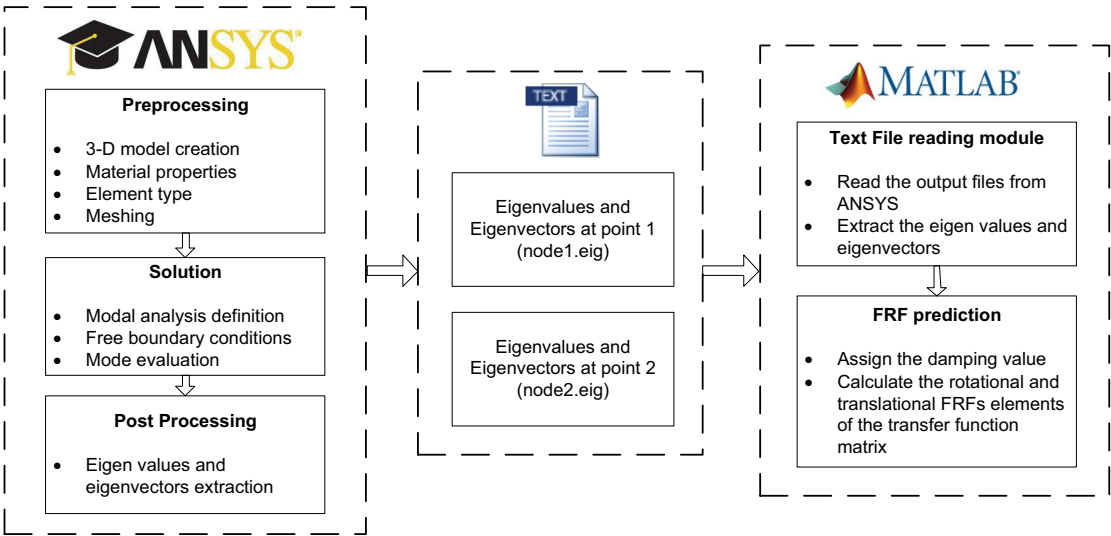 ANSYS
Preprocessing
• 3-D model creation
• Material properties
• Element type
• Meshing
Solution
• Modal analysis definition
• Free boundary conditions
• Mode evaluation
Post Processing
• Eigen values and
eigenvectors extraction
TEXT
Eigenvalues and
Eigenvectors at point 1
(node1.eig)
Eigenvalues and
Eigenvectors at point 2
(node2.eig)
MATLAB®
Text File reading module
• Read the output files from
ANSYS
• Extract the eigen values and
eigenvectors
FRF prediction
• Assign the damping value
• Calculate the rotational and
translational FRFs elements
of the transfer function
matrix